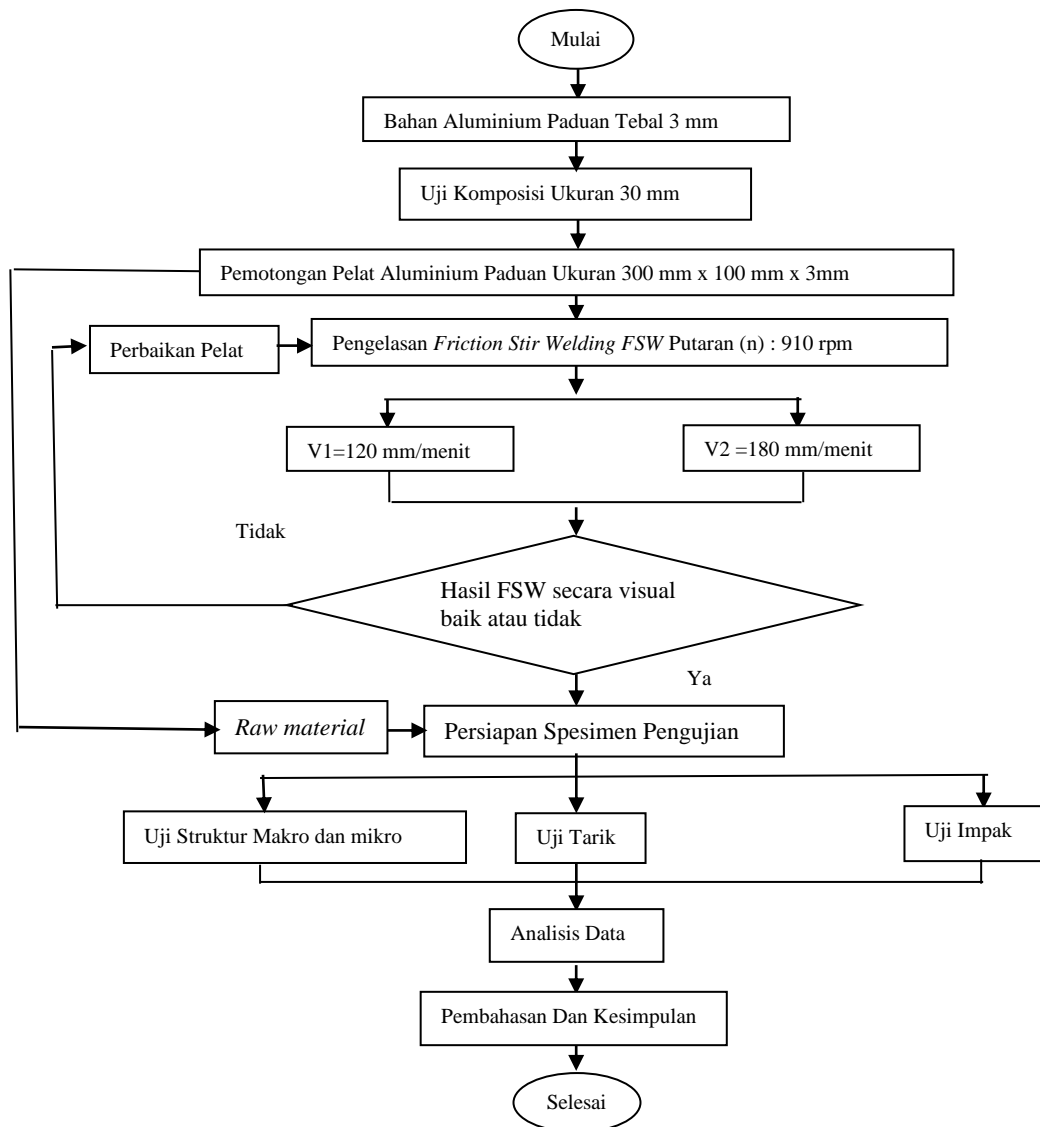 Mulai
Bahan Aluminium Paduan Tebal 3 mm
Uji Komposisi Ukuran 30 mm
Pemotongan Pelat Aluminium Paduan Ukuran 300 mm x 100 mm x 3mm
Perbaikan Pelat
Pengelasan Friction Stir Welding FSW Putaran (n) : 910 rpm
V1=120 mm/menit
V2 =180 mm/menit
Tidak
Hasil FSW secara visual
baik atau tidak
Ya
Raw material
Persiapan Spesimen Pengujian
Uji Struktur Makro dan mikro
Uji Tarik
Uji Impak
Analisis Data
Pembahasan Dan Kesimpulan
Selesai